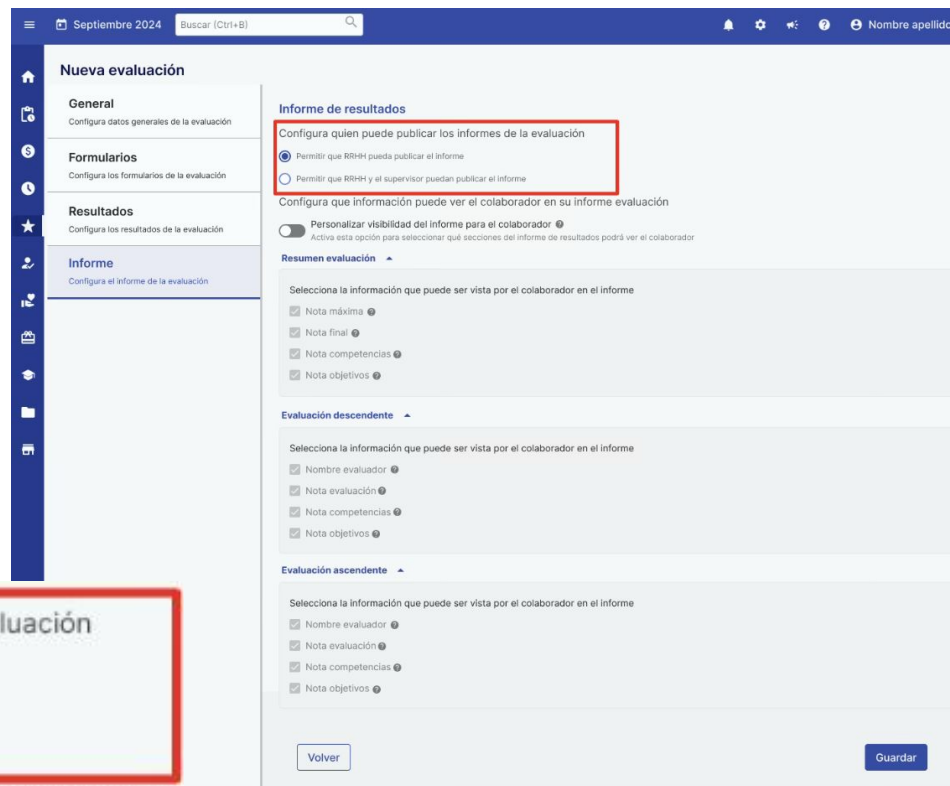 Septiembre 2024
Buscar (Ctrl+B)
Nombre apellido
Nueva evaluación
General
Configura datos generales de la evaluación
Formularios
Configura los formularios de la evaluación
Resultados
Configura los resultados de la evaluación
Informe
Configura el informe de la evaluación
Informe de resultados
Configura quien puede publicar los informes de la evaluación
Permitir que RRHH pueda publicar el informe
Permitir que RRHH y el supervisor puedan publicar el informe
Configura que información puede ver el colaborador en su informe evaluación
Personalizar visibilidad del informe para el colaborador
Activa esta opción para seleccionar qué secciones del informe de resultados podrá ver el colaborador
Resumen evaluación
Selecciona la información que puede ser vista por el colaborador en el informe
Nota máxima
Nota final
Nota competencias
Nota objetivos
Evaluación descendente
Selecciona la información que puede ser vista por el colaborador en el informe
Nombre evaluador
Nota evaluación
Nota competencias
Nota objetivos
Evaluación ascendente
Selecciona la información que puede ser vista por el colaborador en el informe
Nombre evaluador
Nota evaluación
Nota competencias
Nota objetivos
Volver
Guardar
luación